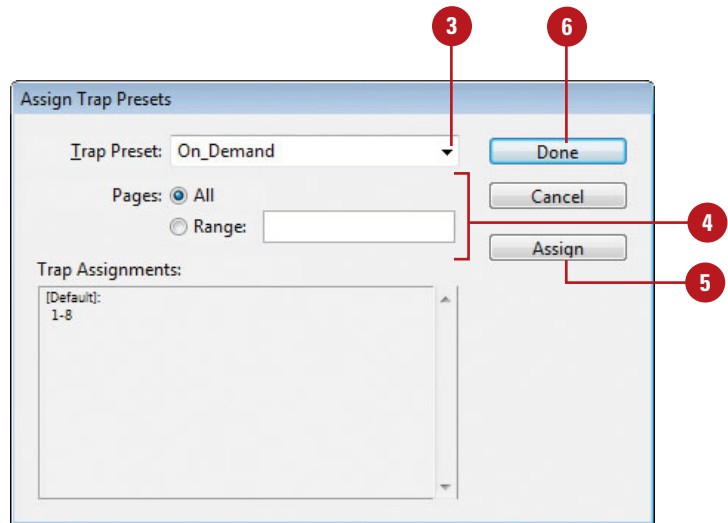 3
6
Assign Trap Presets
Trap Preset: On_Demand
Done
Pages: All
Cancel
Range:
4
Assign
Trap Assignments:
5
[Default]:
1-8